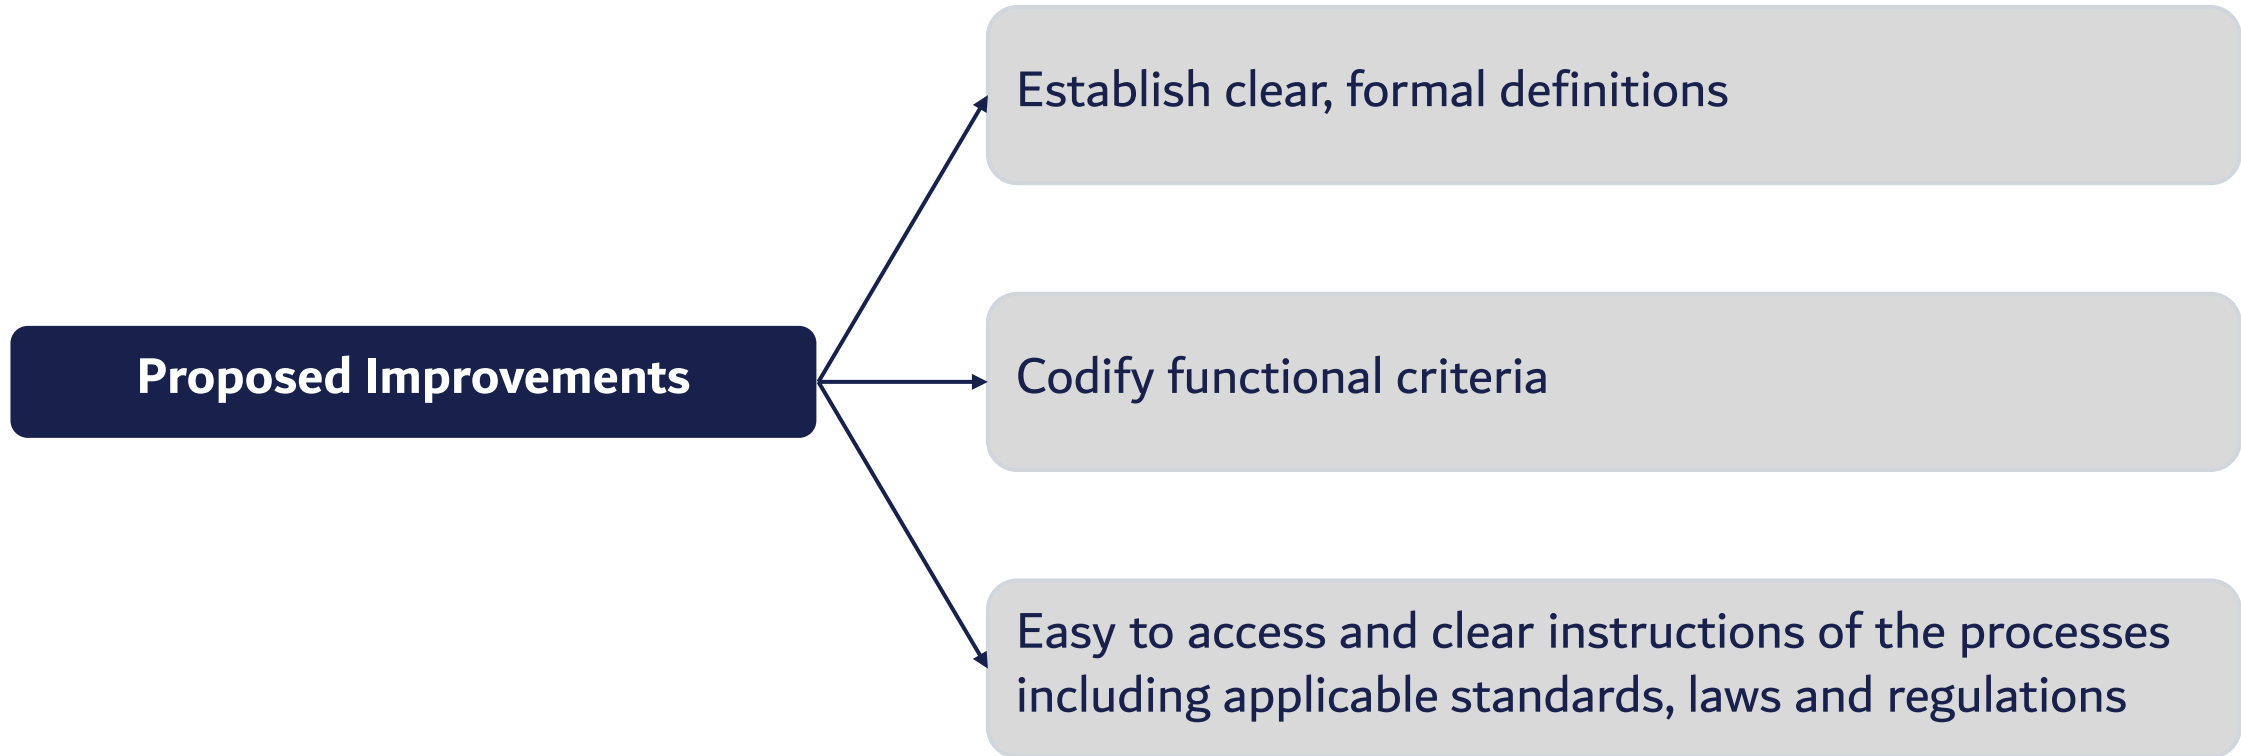 Establish clear, formal definitions
Proposed Improvements
Codify functional criteria
Easy to access and clear instructions of the processes
including applicable standards, laws and regulations